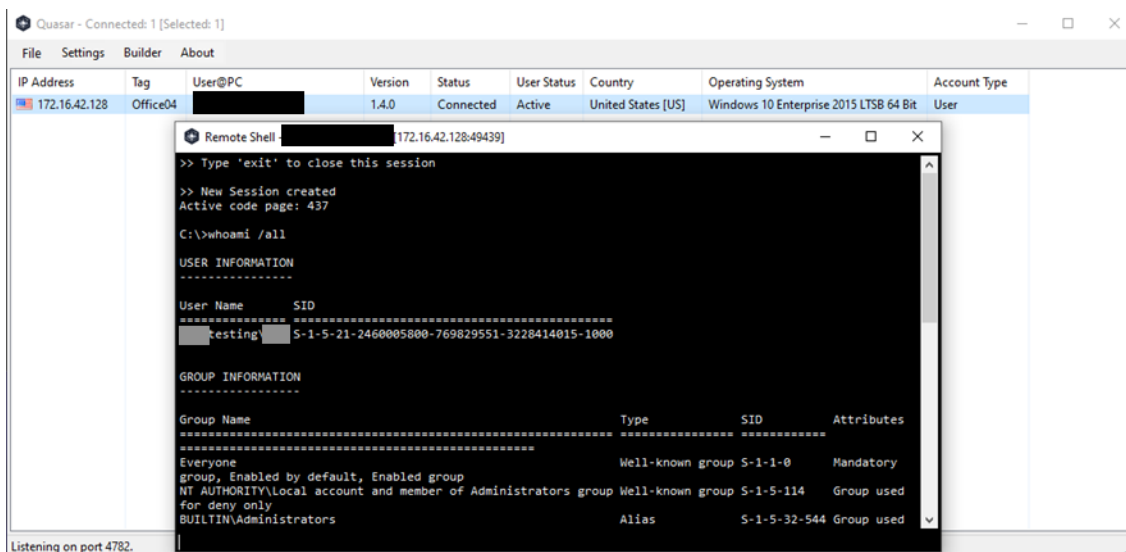 Quasar - Connected: 1 [Selected: 1]
File Settings Builder About
IP Address Tag User@PC Version Status User Status Country Operating System Account Type
172.16.42.128 Office04 1.4.0 Connected Active United States [US] Windows 10 Enterprise 2015 LTSB 64 Bit User
Remote Shell - [172.16.42.128:49439]
>> Type 'exit' to close this session
>> New Session created
Active code page: 437
C:\>whoami /all
USER INFORMATION
----------------
User Name SID
=============== ============================================
testing\ S-1-5-21-2460005800-769829551-3228414015-1000
GROUP INFORMATION
-----------------
Group Name Type SID Attributes
============================================================= ================ ============
==================================================
Everyone Well-known group S-1-1-0 Mandatory
group, Enabled by default, Enabled group
NT AUTHORITY\Local account and member of Administrators group Well-known group S-1-5-114 Group used
for deny only
BUILTIN\Administrators Alias S-1-5-32-544 Group used
Listening on port 4782.